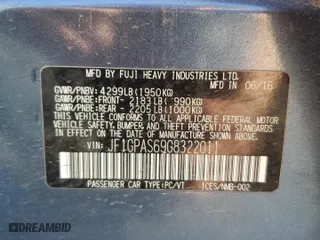 MFD BY FUJI HEAVY INDUSTRIES LTD. IN 06/16
GVWR/PNBV: 4299LB(1950KG)
GAWR/PNBE:FRONT- 2183LB( 990KG)
GAWR/PNBE:REAR - 2205LB(1000KG)
THIS VEHICLE CONFORMS TO ALL APPLICABLE FEDERAL MOTOR
VEHICLE SAFETY, BUMPER, AND THEFT PREVENTION STANDARDS
IN EFFECT ON THE DATE OF MANUFACTURE SHOWN ABOVE.
VIN: JF1GPAS69G8322011
PASSENGER CAR TYPE/PC/VT ICES/NMB-002